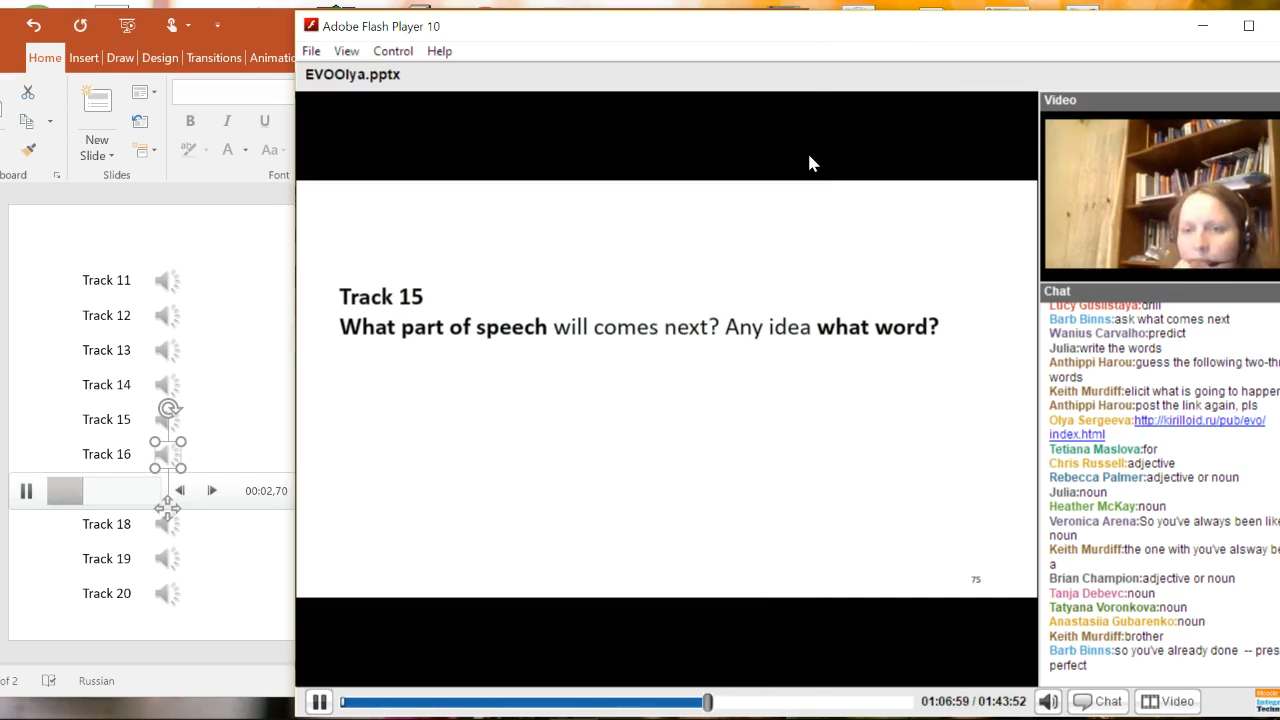 Adobe Flash Player 10
File View Control Help
EVOOlya.pptx
Home Insert Draw Design Transitions Animatio
New
Slide
B I U
A Aa
board Slides Font
Track 11
Track 12
Track 13
Track 14
Track 15
Track 16
00:02,70
Track 18
Track 19
Track 20
of 2 Russian
Track 15
What part of speech will comes next? Any idea what word?
75
Video
Chat
Barb Binns:ask what comes next
Wanius Carvalho:predict
Julia:write the words
Anthippi Harou:guess the following two-th
words
Keith Murdiff:elicit what is going to happer
Anthippi Harou:post the link again, pls
Olya Sergeeva:http://kirilloid.ru/pub/evo/
index.html
Tetiana Maslova:for
Chris Russell:adjective
Rebecca Palmer:adjective or noun
Julia:noun
Heather McKay:noun
Veronica Arena:So you've always been like
noun
Keith Murdiff:the one with you've alsway be
a
Brian Champion:adjective or noun
Tanja Debevc:noun
Tatyana Voronkova:noun
Anastasiia Gubarenko:noun
Keith Murdiff:brother
Barb Binns:so you've already done -- pres
perfect
01:06:59 / 01:43:52
Chat
Video